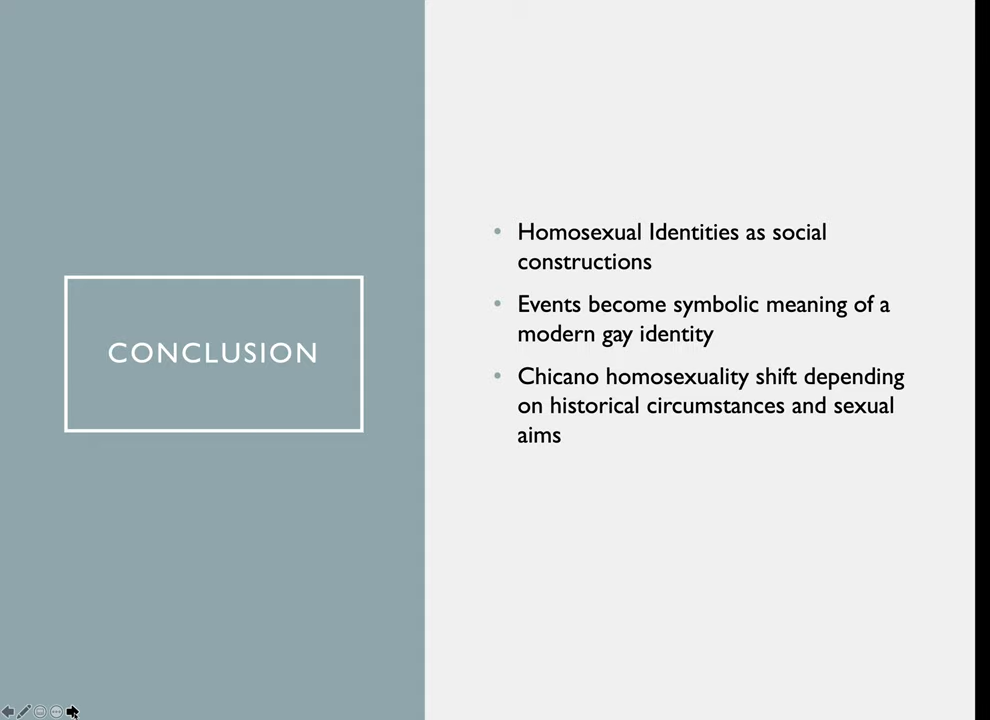 CONCLUSION
• Homosexual Identities as social
constructions
• Events become symbolic meaning of a
modern gay identity
• Chicano homosexuality shift depending
on historical circumstances and sexual
aims